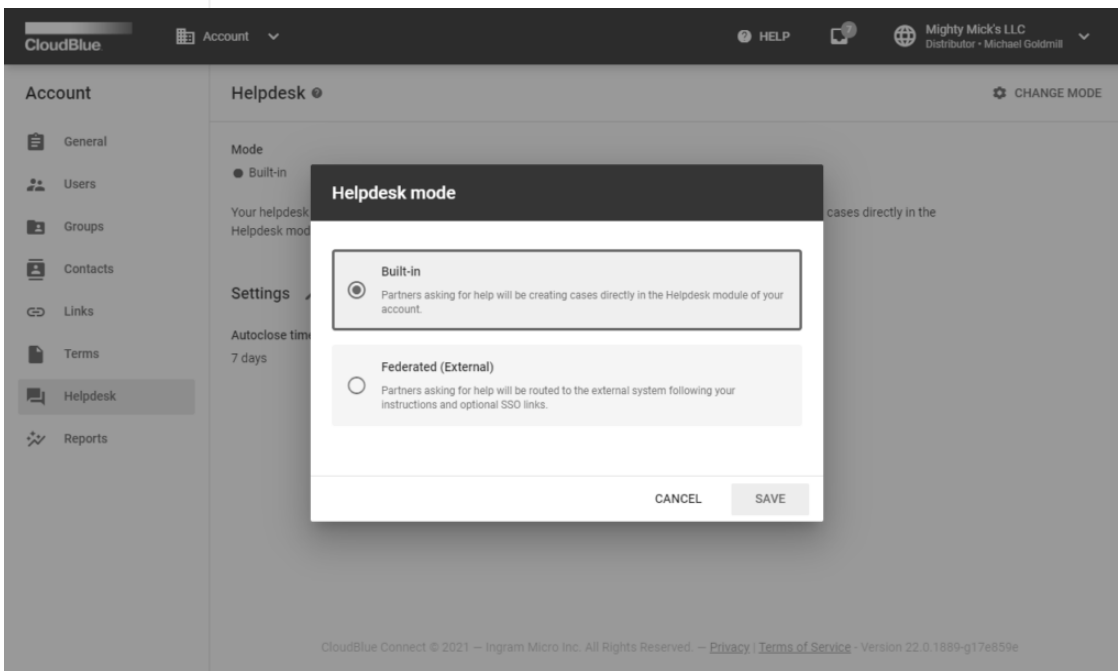 CloudBlue
Account
HELP
7
Mighty Mick's LLC
Distributor • Michael Goldmill
Account
General
Users
Groups
Contacts
Links
Terms
Helpdesk
Reports
Helpdesk
CHANGE MODE
Mode
Built-in
Your helpdesk cases directly in the
Helpdesk mod
Settings
Autoclose time
7 days
Helpdesk mode
Built-in
Partners asking for help will be creating cases directly in the Helpdesk module of your
account.
Federated (External)
Partners asking for help will be routed to the external system following your
instructions and optional SSO links.
CANCEL
SAVE
CloudBlue Connect © 2021 — Ingram Micro Inc. All Rights Reserved. — Privacy | Terms of Service - Version 22.0.1889-g17e859e